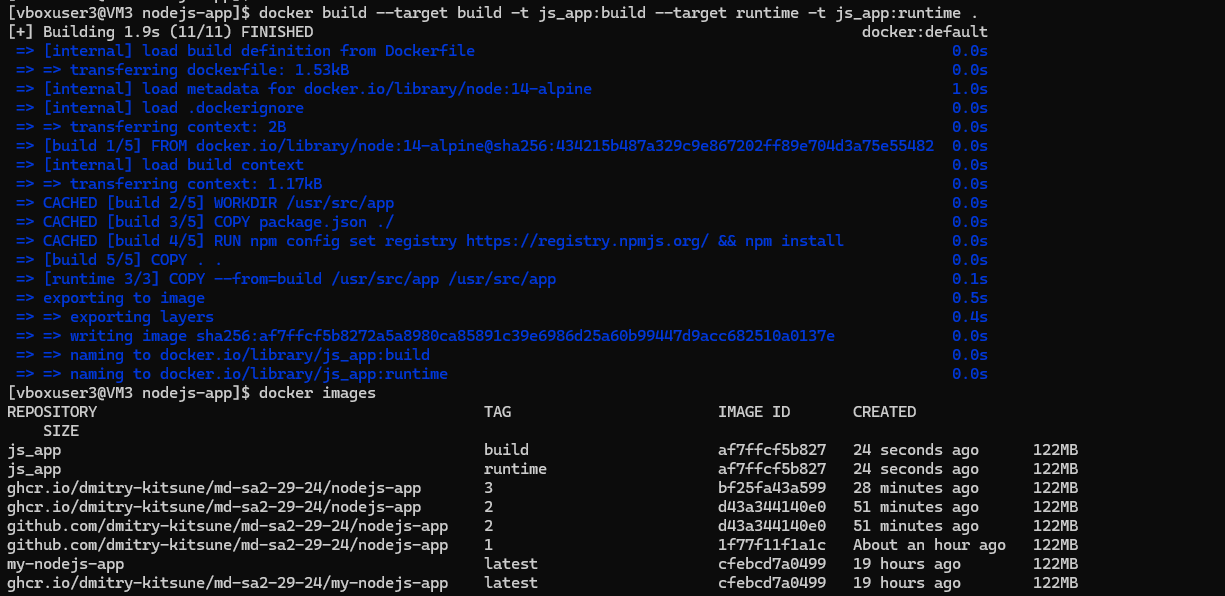 [vboxuser3@VM3 nodejs-app]$ docker build --target build -t js_app:build --target runtime -t js_app:runtime .
[+] Building 1.9s (11/11) FINISHED docker:default
=> [internal] load build definition from Dockerfile 0.0s
=> => transferring dockerfile: 1.53kB 0.0s
=> [internal] load metadata for docker.io/library/node:14-alpine 1.0s
=> [internal] load .dockerignore 0.0s
=> => transferring context: 2B 0.0s
=> [build 1/5] FROM docker.io/library/node:14-alpine@sha256:434215b487a329c9e867202ff89e704d3a75e55482 0.0s
=> [internal] load build context 0.0s
=> => transferring context: 1.17kB 0.0s
=> CACHED [build 2/5] WORKDIR /usr/src/app 0.0s
=> CACHED [build 3/5] COPY package.json ./ 0.0s
=> CACHED [build 4/5] RUN npm config set registry https://registry.npmjs.org/ && npm install 0.0s
=> [build 5/5] COPY . . 0.0s
=> [runtime 3/3] COPY --from=build /usr/src/app /usr/src/app 0.1s
=> exporting to image 0.5s
=> => exporting layers 0.4s
=> => writing image sha256:af7ffcf5b8272a5a8980ca85891c39e6986d25a60b99447d9acc682510a0137e 0.0s
=> => naming to docker.io/library/js_app:build 0.0s
=> => naming to docker.io/library/js_app:runtime 0.0s
[vboxuser3@VM3 nodejs-app]$ docker images
REPOSITORY TAG IMAGE ID CREATED
SIZE
js_app build af7ffcf5b827 24 seconds ago 122MB
js_app runtime af7ffcf5b827 24 seconds ago 122MB
ghcr.io/dmitry-kitsune/md-sa2-29-24/nodejs-app 3 bf25fa43a599 28 minutes ago 122MB
ghcr.io/dmitry-kitsune/md-sa2-29-24/nodejs-app 2 d43a344140e0 51 minutes ago 122MB
github.com/dmitry-kitsune/md-sa2-29-24/nodejs-app 2 d43a344140e0 51 minutes ago 122MB
github.com/dmitry-kitsune/md-sa2-29-24/nodejs-app 1 1f77f11f1a1c About an hour ago 122MB
my-nodejs-app latest cfebcd7a0499 19 hours ago 122MB
ghcr.io/dmitry-kitsune/md-sa2-29-24/my-nodejs-app latest cfebcd7a0499 19 hours ago 122MB